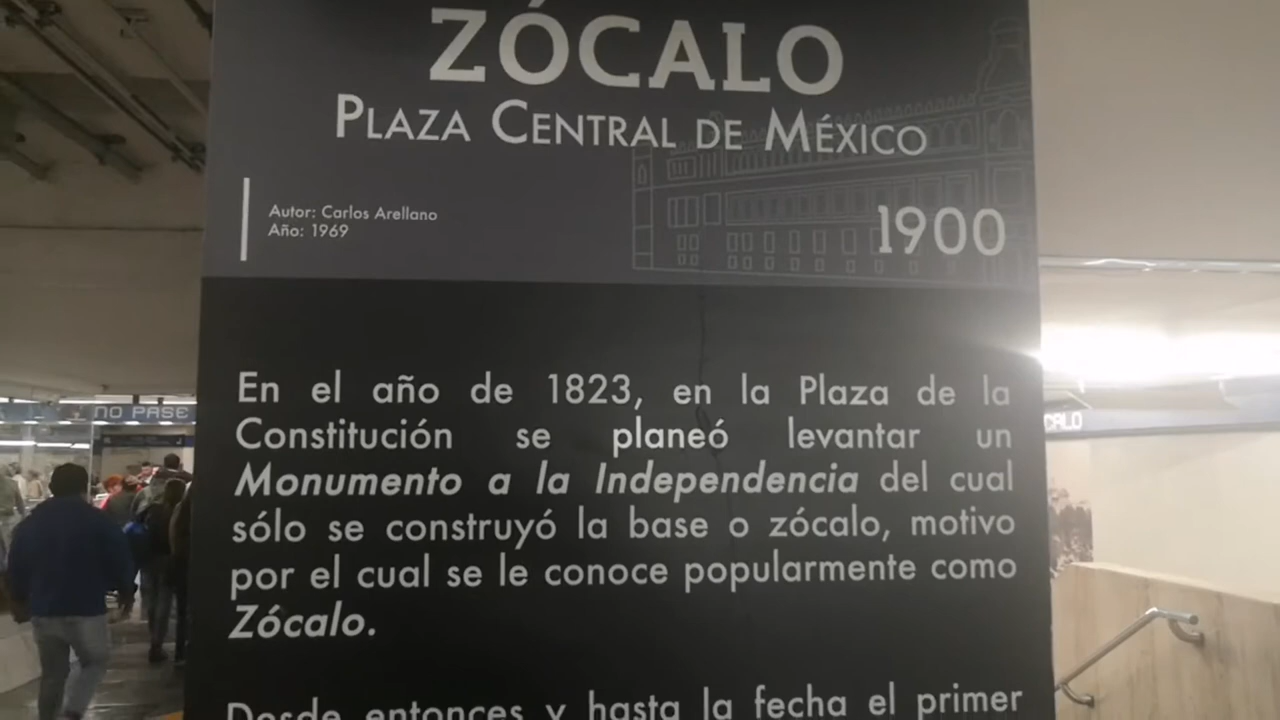 ZÓCALO
PLAZA CENTRAL DE MÉXICO
Autor: Carlos Arellano
Año: 1969
1900
En el año de 1823, en la Plaza de la
Constitución se planeó levantar un
Monumento a la Independencia del cual
sólo se construyó la base o zócalo, motivo
por el cual se le conoce popularmente como
Zócalo.
Desde entonces y hasta la fecha el primer
NO PASE
CALO